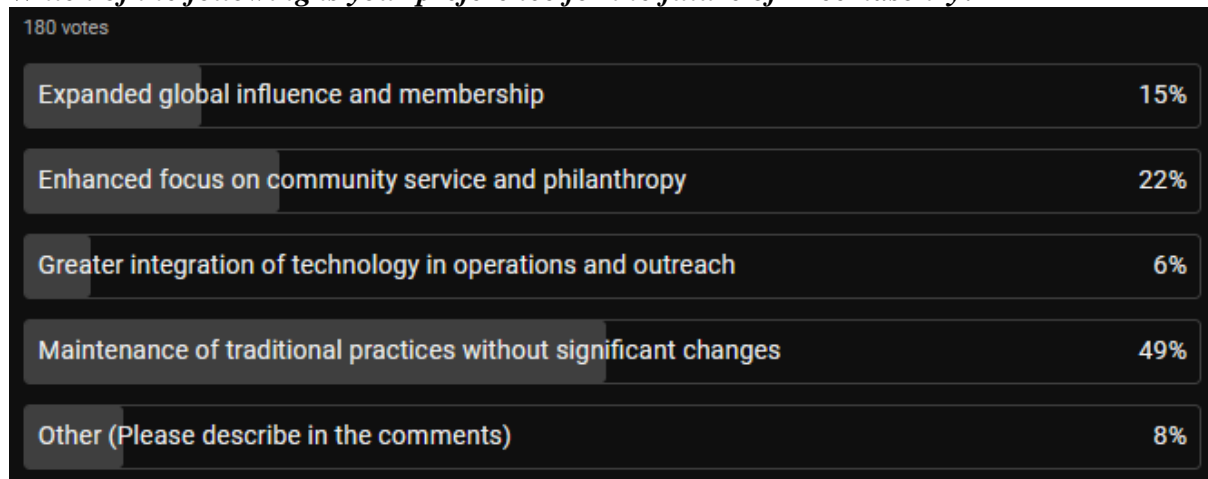 180 votes
Expanded global influence and membership 15%
Enhanced focus on community service and philanthropy 22%
Greater integration of technology in operations and outreach 6%
Maintenance of traditional practices without significant changes 49%
Other (Please describe in the comments) 8%